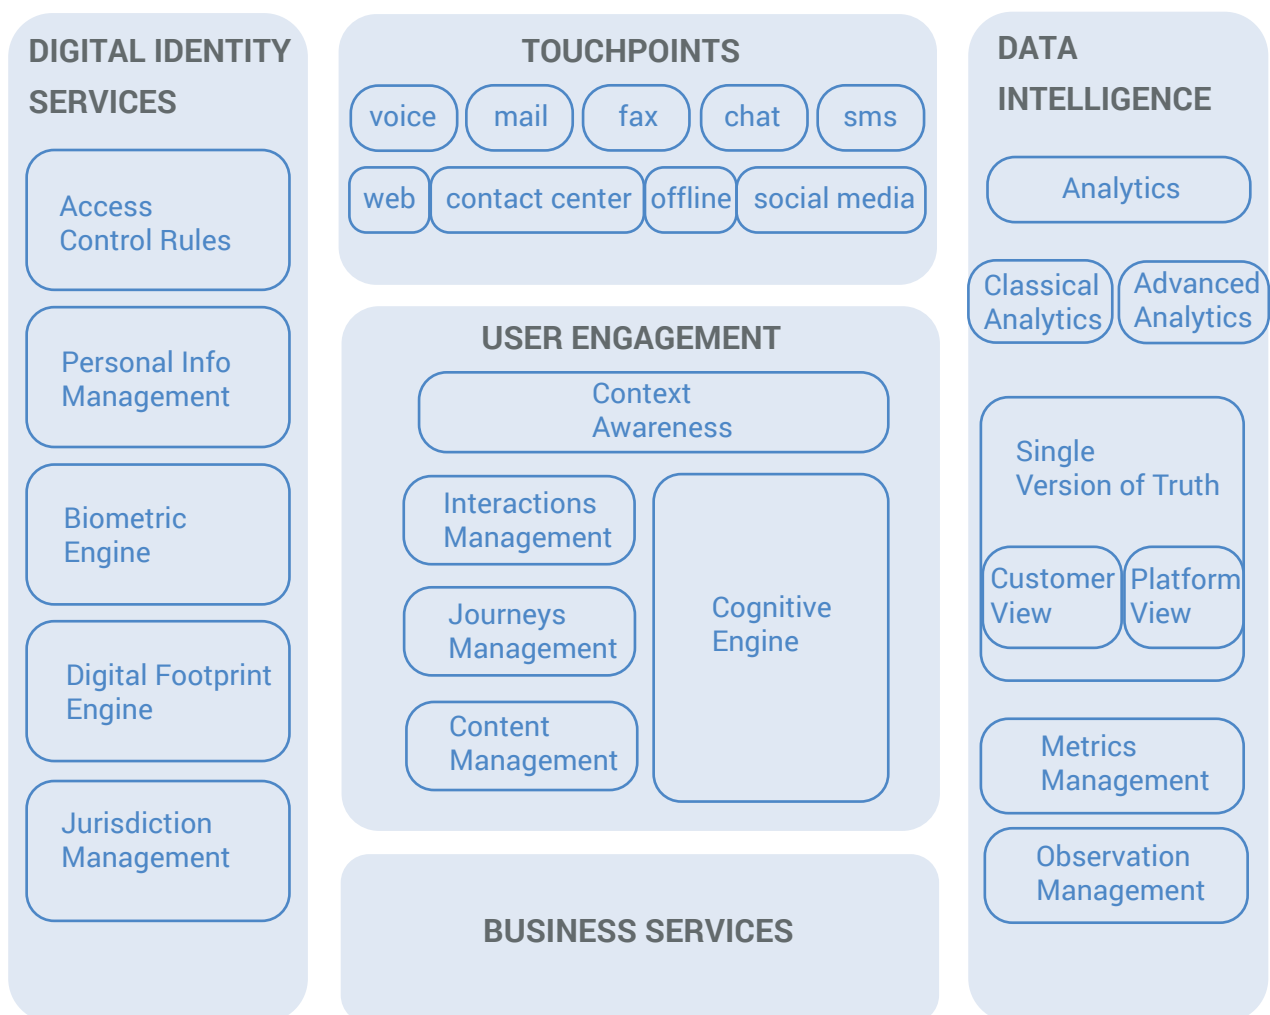 DIGITAL IDENTITY
SERVICES
Access
Control Rules
Personal Info
Management
Biometric
Engine
Digital Footprint
Engine
Jurisdiction
Management
TOUCHPOINTS
voice
mail
fax
chat
sms
web
contact center
offline
social media
USER ENGAGEMENT
Context
Awareness
Interactions
Management
Journeys
Management
Content
Management
Cognitive
Engine
BUSINESS SERVICES
DATA
INTELLIGENCE
Analytics
Classical
Analytics
Advanced
Analytics
Single
Version of Truth
Customer
View
Platform
View
Metrics
Management
Observation
Management